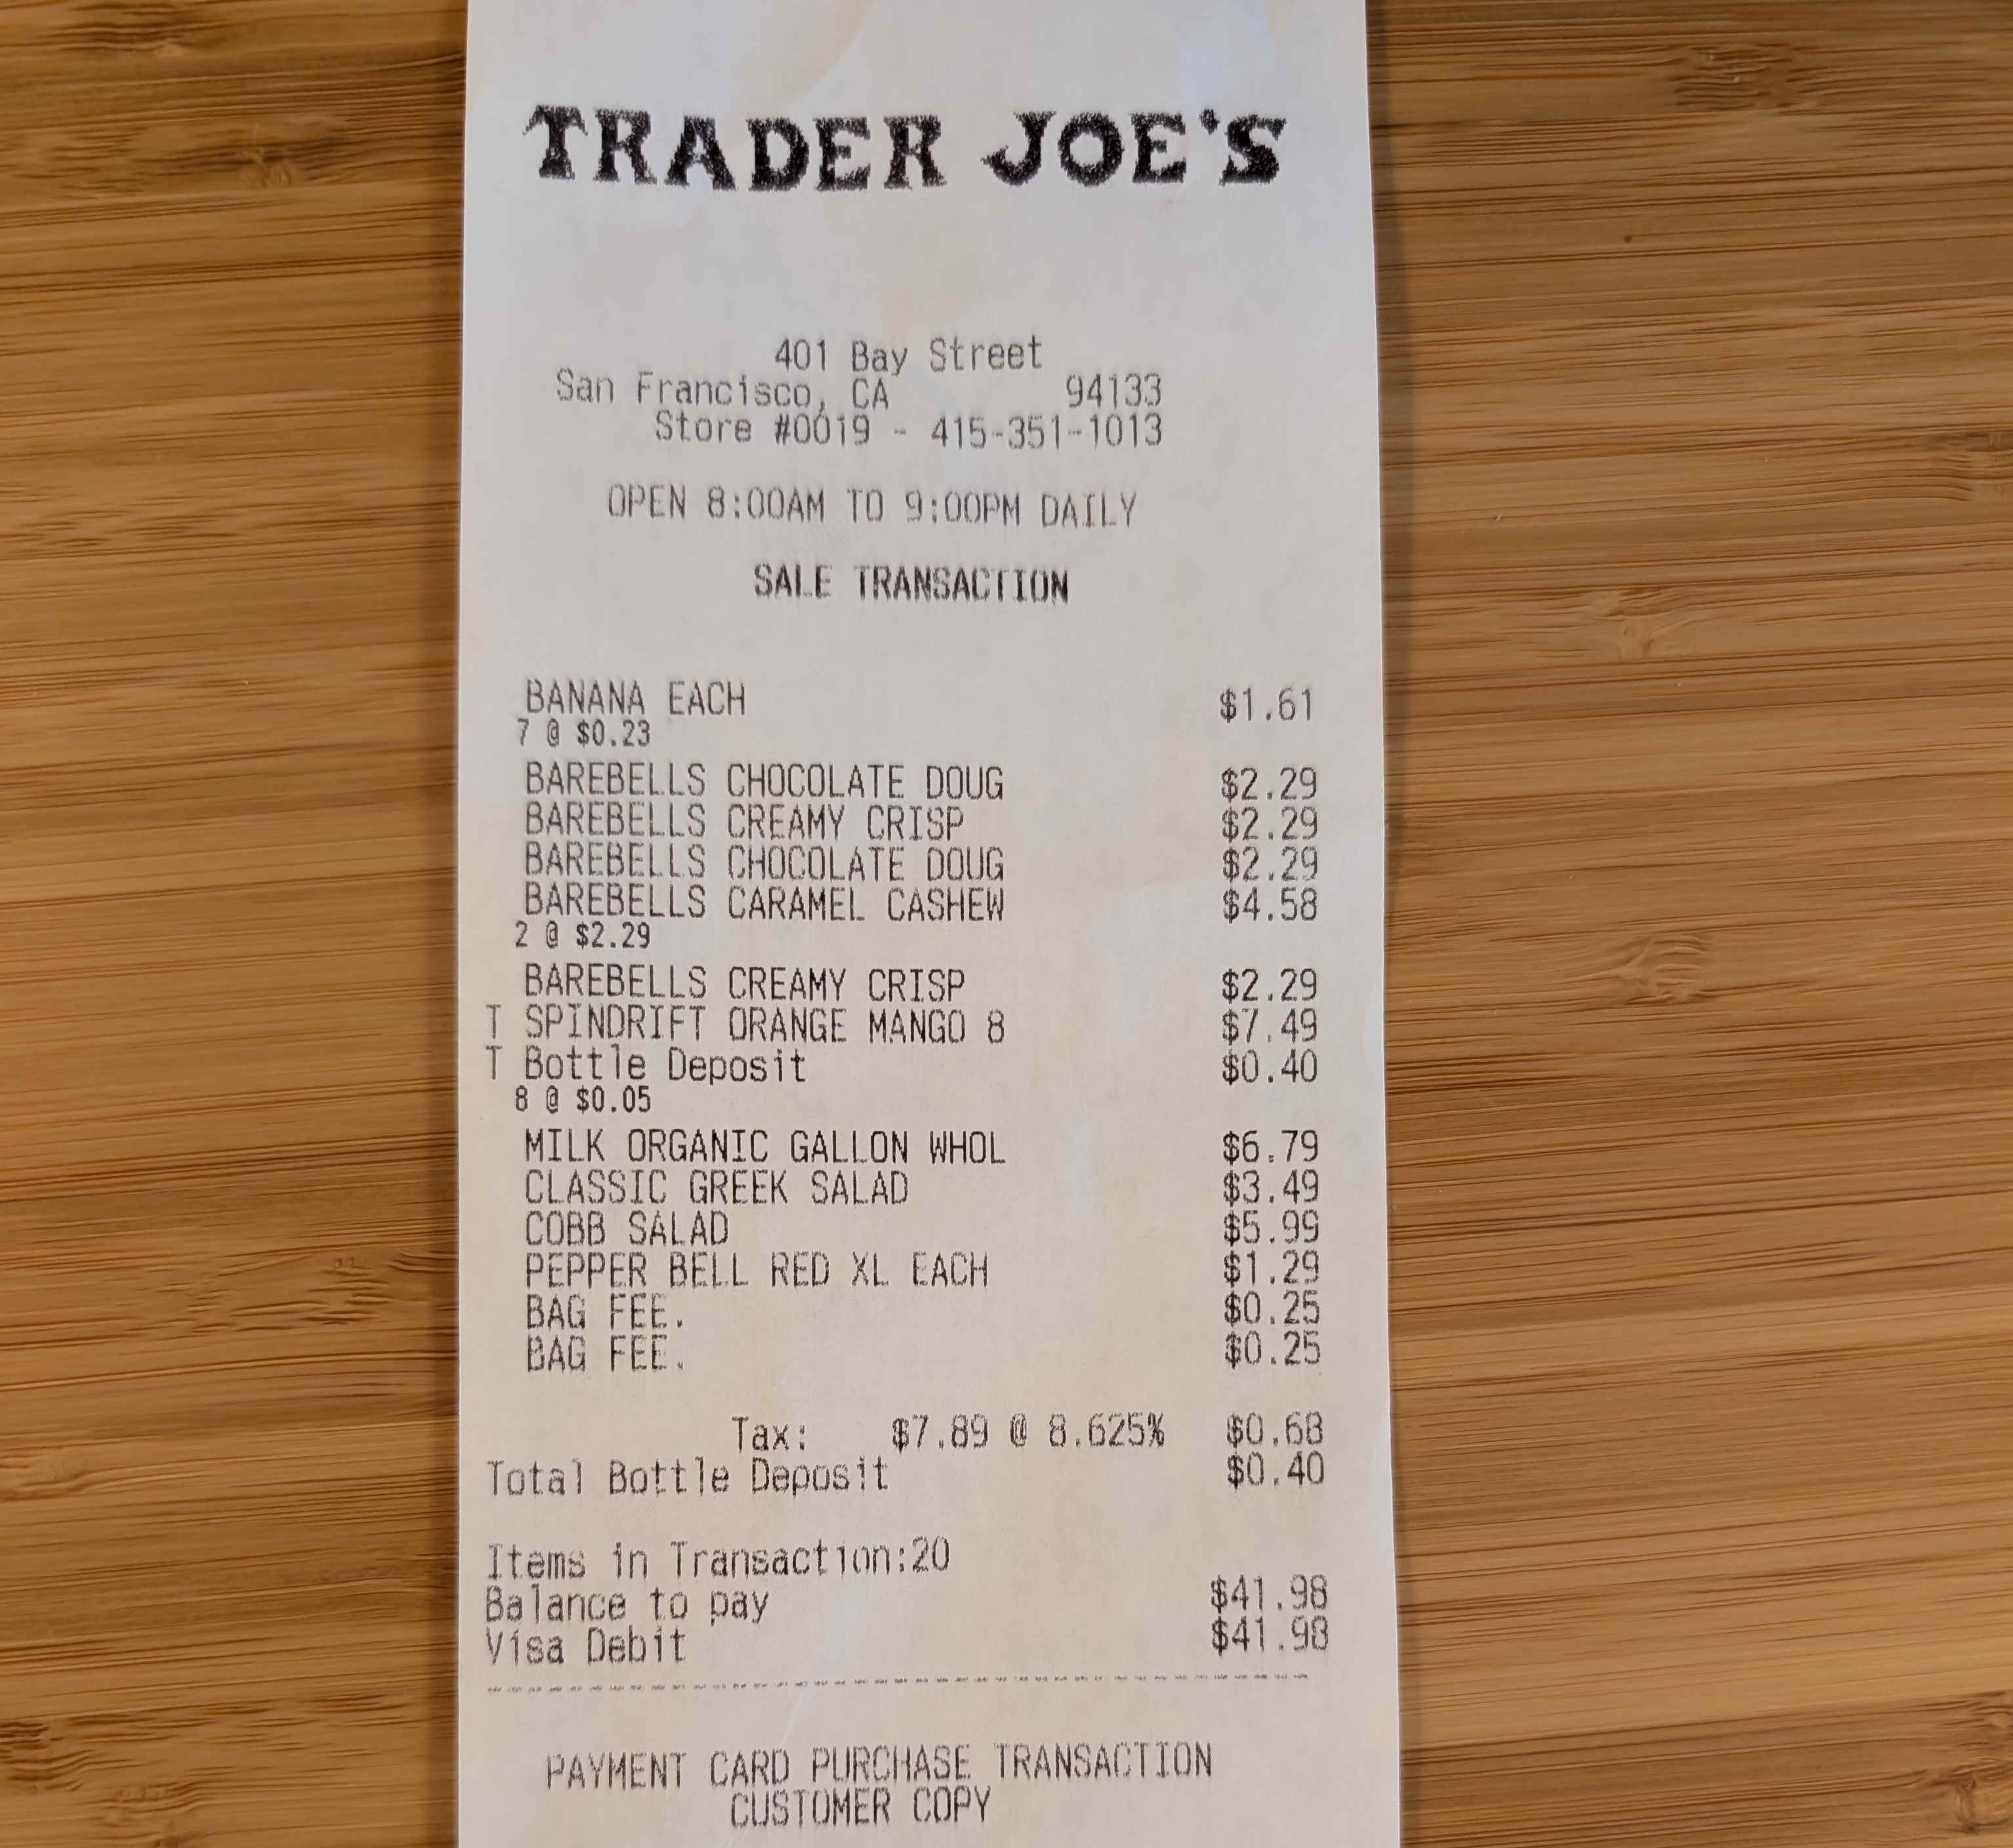 TRADER JOE'S
401 Bay Street
San Francisco, CA 94133
Store #0019 - 415-351-1013
OPEN 8:00AM TO 9:00PM DAILY
SALE TRANSACTION
BANANA EACH $1.61
7 @ $0.23
BAREBELLS CHOCOLATE DOUG $2.29
BAREBELLS CREAMY CRISP $2.29
BAREBELLS CHOCOLATE DOUG $2.29
BAREBELLS CARAMEL CASHEW $4.58
2 @ $2.29
BAREBELLS CREAMY CRISP $2.29
T SPINDRIFT ORANGE MANGO 8 $7.49
T Bottle Deposit $0.40
8 @ $0.05
MILK ORGANIC GALLON WHOL $6.79
CLASSIC GREEK SALAD $3.49
COBB SALAD $5.99
PEPPER BELL RED XL EACH $1.29
BAG FEE. $0.25
BAG FEE. $0.25
Tax: $7.89 @ 8.625% $0.68
Total Bottle Deposit $0.40
Items in Transaction:20
Balance to pay $41.98
Visa Debit $41.98
PAYMENT CARD PURCHASE TRANSACTION
CUSTOMER COPY